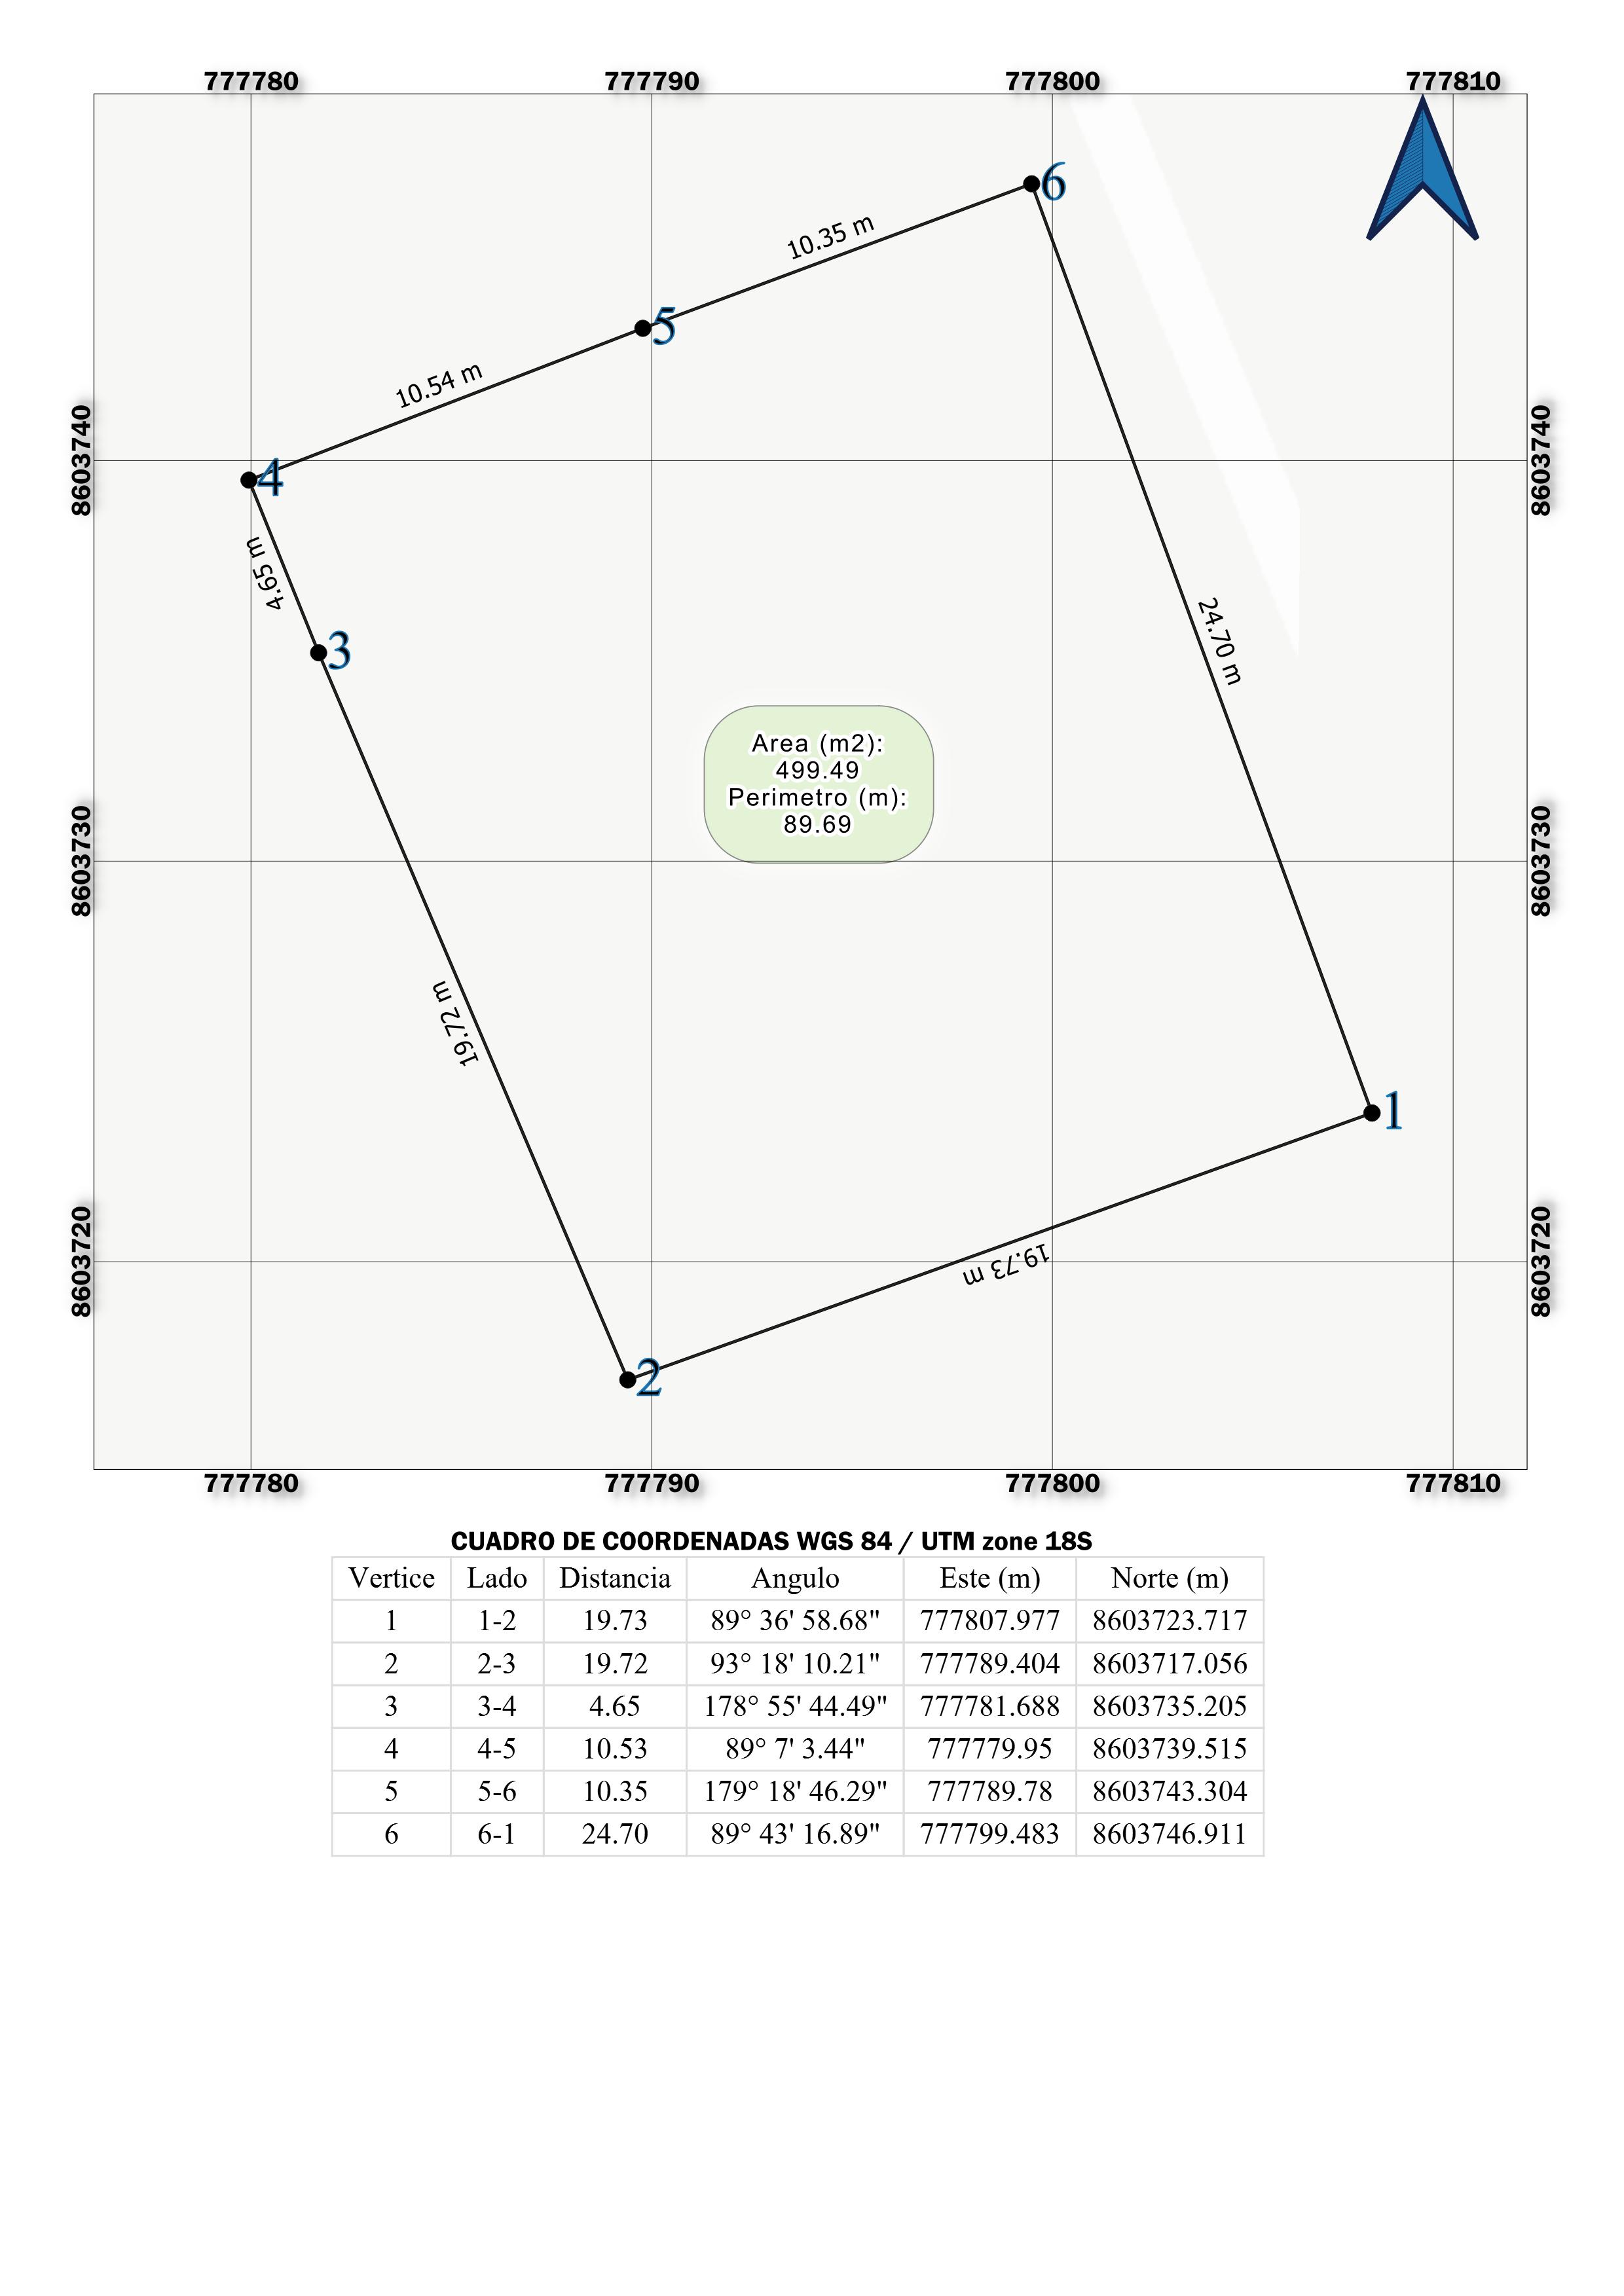 777780 777790 777800 777810
6
10.35 m
5
10.54 m
8603740 8603740
4
4.65 m
3
24.70 m
Area (m2):
499.49
Perimetro (m):
89.69
8603730 8603730
19.72 m
1
19.73 m
8603720 8603720
2
777780 777790 777800 777810
CUADRO DE COORDENADAS WGS 84 / UTM zone 18S
Vertice Lado Distancia Angulo Este (m) Norte (m)
1 1-2 19.73 89° 36' 58.68" 777807.977 8603723.717
2 2-3 19.72 93° 18' 10.21" 777789.404 8603717.056
3 3-4 4.65 178° 55' 44.49" 777781.688 8603735.205
4 4-5 10.53 89° 7' 3.44" 777779.95 8603739.515
5 5-6 10.35 179° 18' 46.29" 777789.78 8603743.304
6 6-1 24.70 89° 43' 16.89" 777799.483 8603746.911